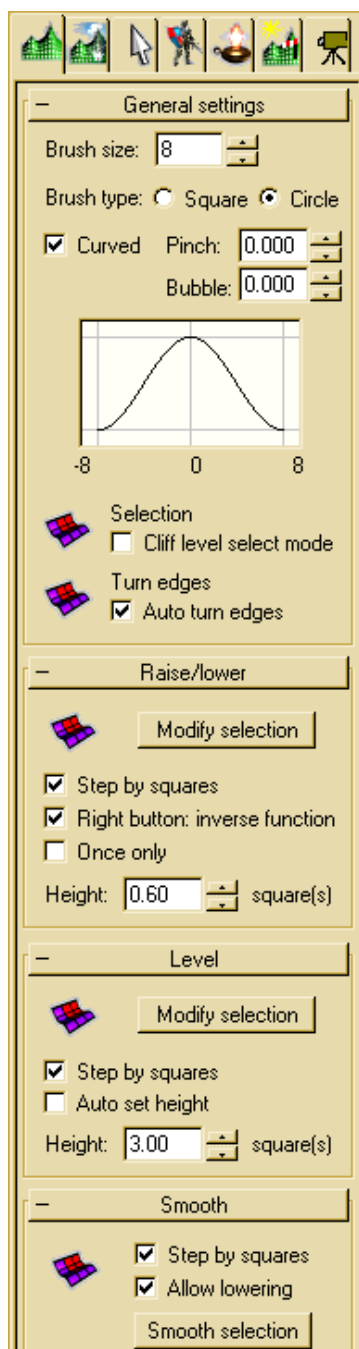 General settings
Brush size: 8
Brush type: Square Circle
Curved Pinch: 0.000
Bubble: 0.000
-8 0 8
Selection
Cliff level select mode
Turn edges
Auto turn edges
Raise/lower
Modify selection
Step by squares
Right button: inverse function
Once only
Height: 0.60 square(s)
Level
Modify selection
Step by squares
Auto set height
Height: 3.00 square(s)
Smooth
Step by squares
Allow lowering
Smooth selection